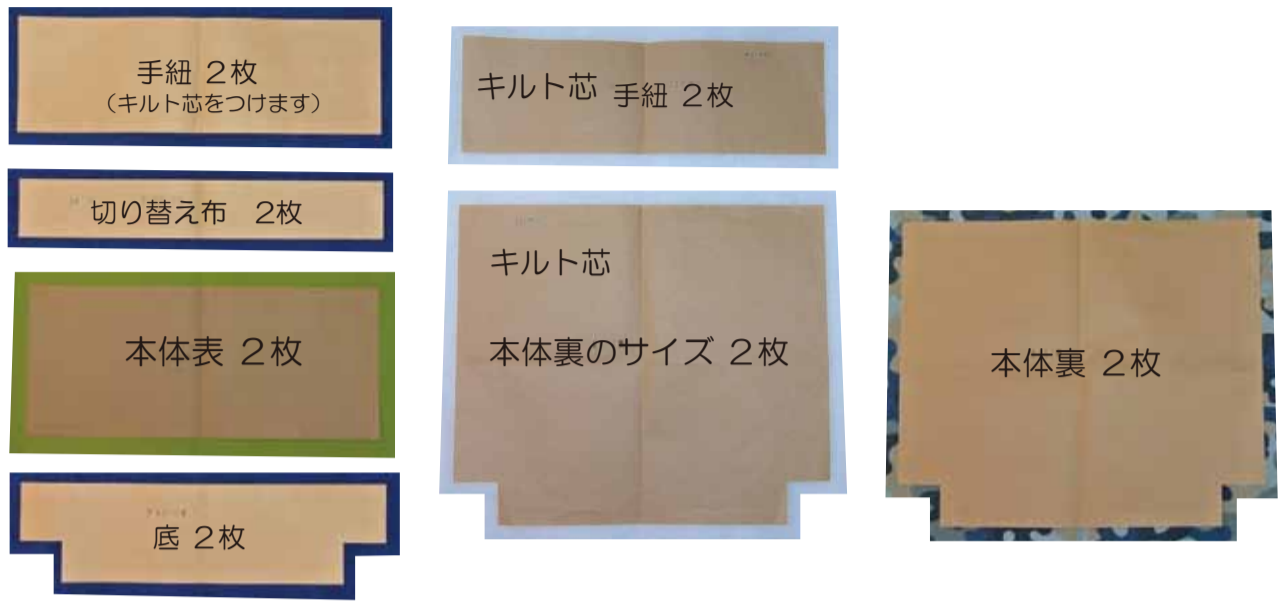 手紐 2枚
（キルト芯をつけます）
切り替え布 2枚
本体表 2枚
底 2枚
キルト芯 手紐 2枚
キルト芯
本体裏のサイズ 2枚
本体裏 2枚